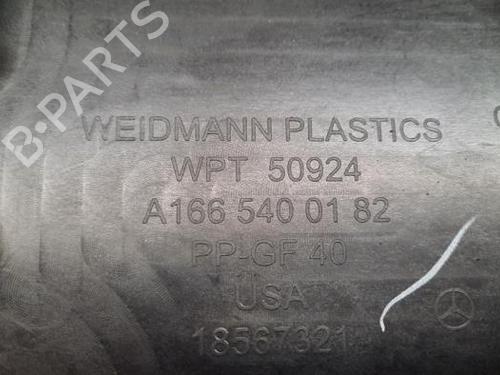 B-PARTS
WEIDMANN PLASTICS
WPT 50924
A166 540 01 82
PP-GF 40
USA
18567321